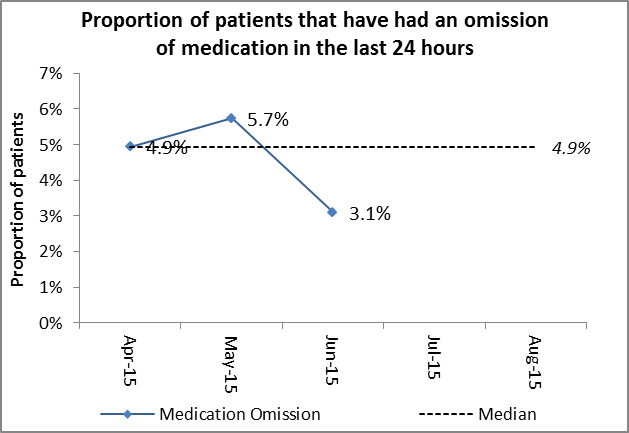 Proportion of patients that have had an omission
of medication in the last 24 hours
7%
6%
5%
4%
3%
2%
1%
0%
Proportion of patients
4.9%
5.7%
3.1%
4.9%
Apr-15
May-15
Jun-15
Jul-15
Aug-15
Medication Omission
Median